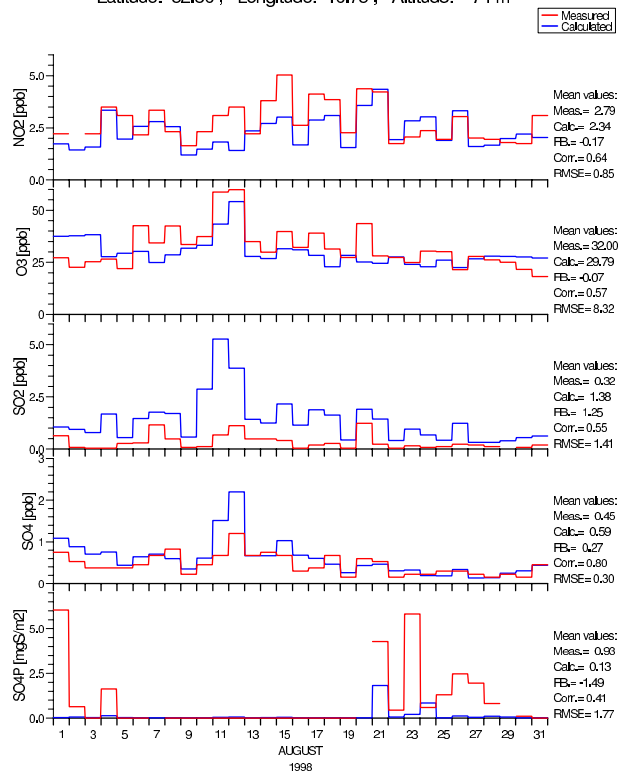 Measured
Calculated
5.0
2.5
0.0
NO2 [ppb]
Mean values:
Meas.= 2.79
Calc.= 2.34
FB.= -0.17
Corr.= 0.64
RMSE= 0.85
50
25
0
O3 [ppb]
Mean values:
Meas.= 32.00
Calc.= 29.79
FB.= -0.07
Corr.= 0.57
RMSE= 8.32
5.0
2.5
0.0
SO2 [ppb]
Mean values:
Meas.= 0.32
Calc.= 1.38
FB.= 1.25
Corr.= 0.55
RMSE= 1.41
3
2
1
0
SO4 [ppb]
Mean values:
Meas.= 0.45
Calc.= 0.59
FB.= 0.27
Corr.= 0.80
RMSE= 0.30
5.0
2.5
0.0
SO4P [mgS/m2]
Mean values:
Meas.= 0.93
Calc.= 0.13
FB.= -1.49
Corr.= 0.41
RMSE= 1.77
1 3 5 7 9 11 13 15 17 19 21 23 25 27 29 31
AUGUST
1998